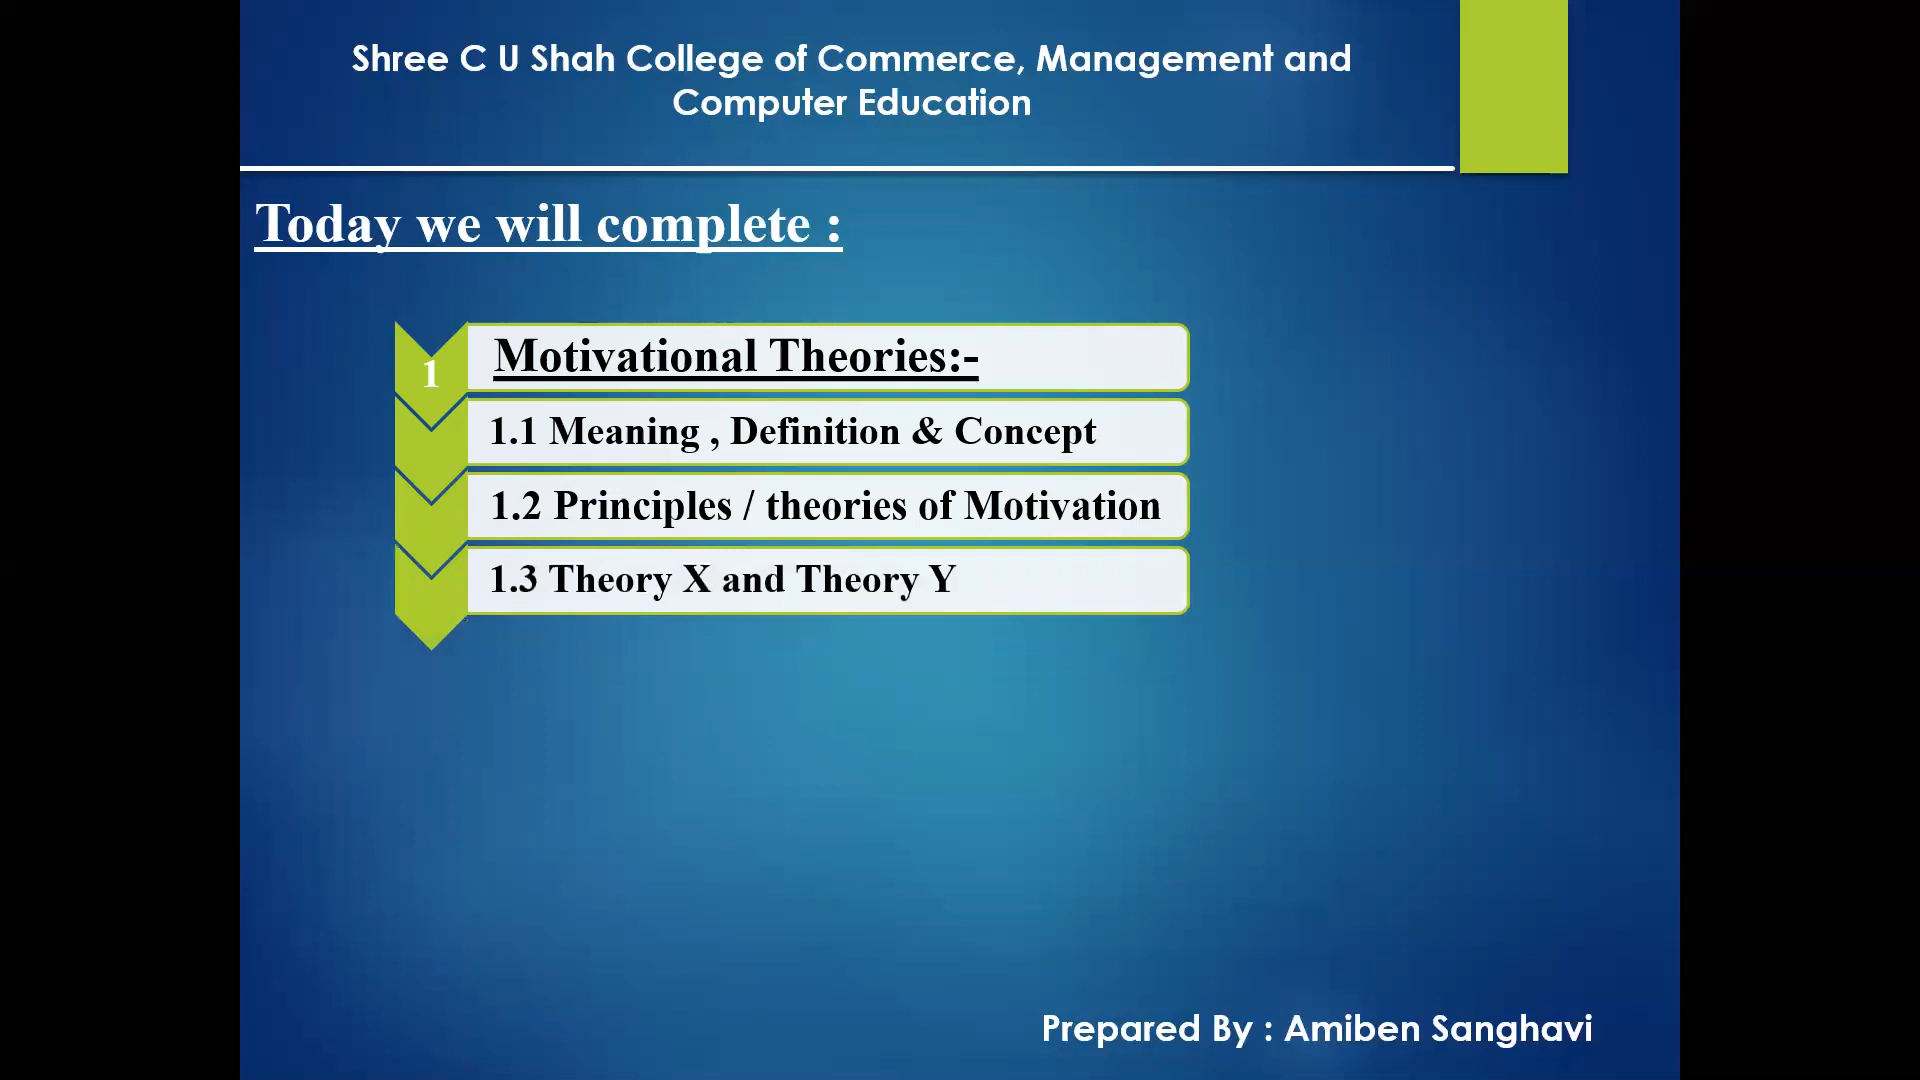 Shree C U Shah College of Commerce, Management and
Computer Education
Today we will complete :
1
Motivational Theories:-
1.1 Meaning , Definition & Concept
1.2 Principles / theories of Motivation
1.3 Theory X and Theory Y
Prepared By : Amiben Sanghavi